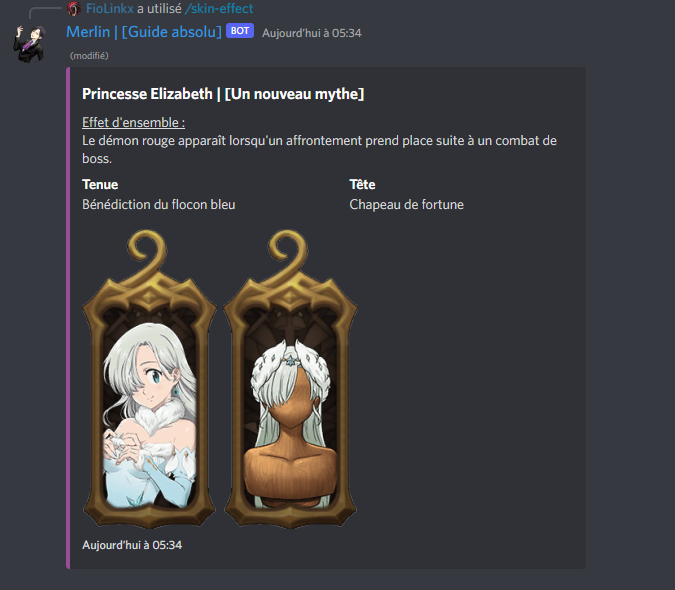 FioLinkx a utilisé /skin-effect
Merlin | [Guide absolu] BOT Aujourd'hui à 05:34
(modifié)
Princesse Elizabeth | [Un nouveau mythe]
Effet d'ensemble :
Le démon rouge apparaît lorsqu'un affrontement prend place suite à un combat de
boss.
Tenue Tête
Bénédiction du flocon bleu Chapeau de fortune
Aujourd'hui à 05:34